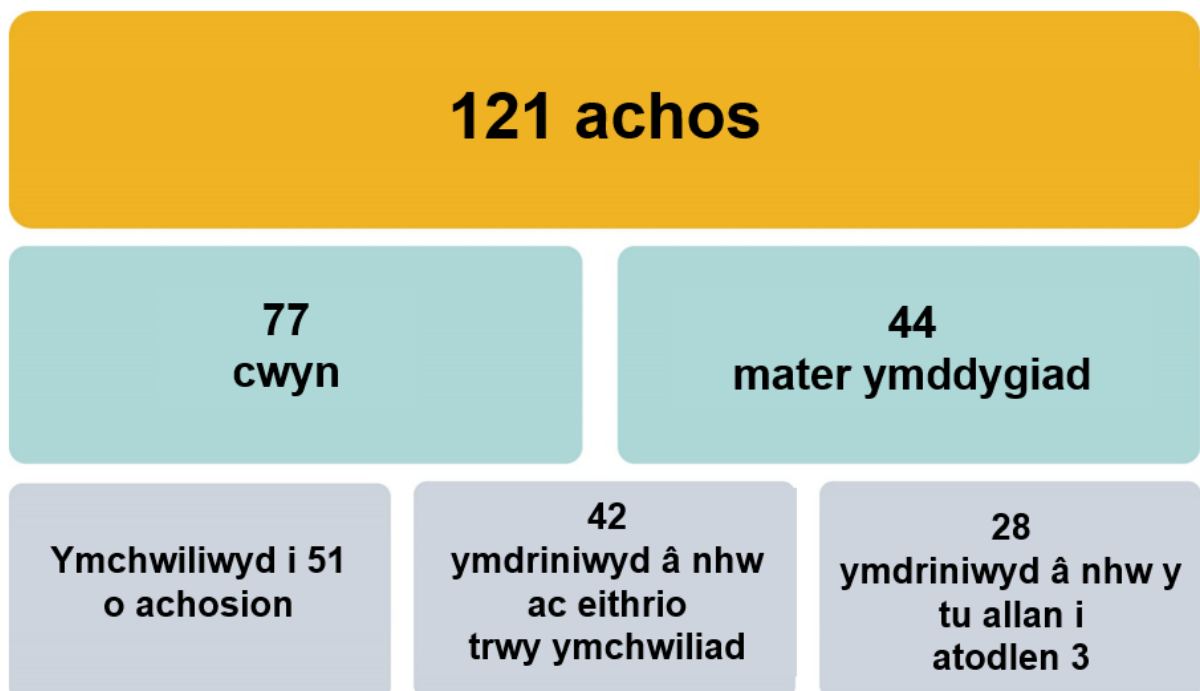 121 achos
77
cwyn
44
mater ymddygiad
Ymchwiliwyd i 51
o achosion
42
ymdriniwyd â nhw
ac eithrio
trwy ymchwiliad
28
ymdriniwyd â nhw y
tu allan i
atodlen 3